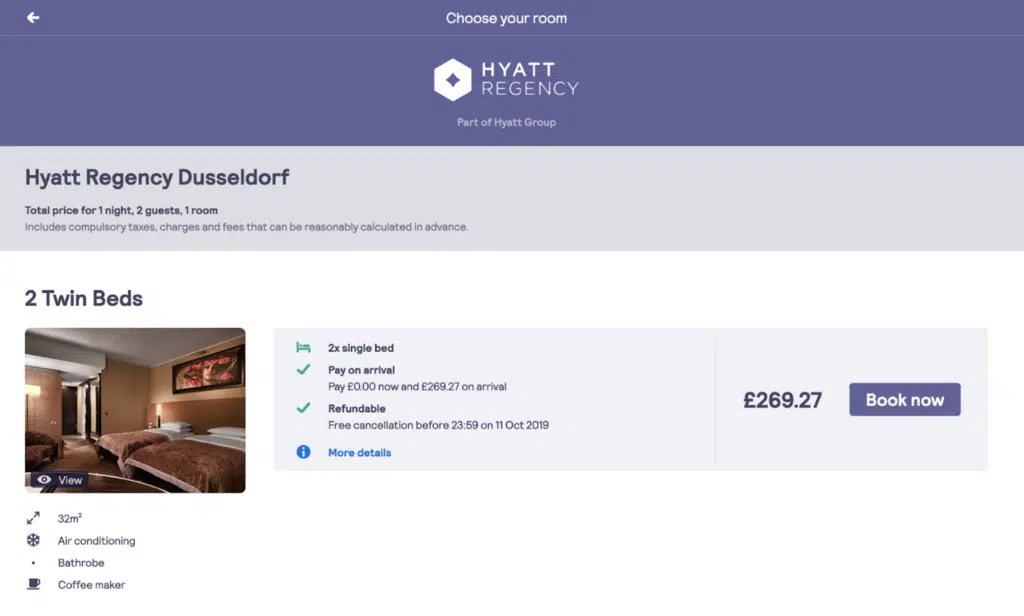 Choose your room
HYATT
REGENCY
Part of Hyatt Group
Hyatt Regency Dusseldorf
Total price for 1 night, 2 guests, 1 room
Includes compulsory taxes, charges and fees that can be reasonably calculated in advance.
2 Twin Beds
View
32m²
Air conditioning
Bathrobe
Coffee maker
2x single bed
Pay on arrival
Pay £0.00 now and £269.27 on arrival
Refundable
Free cancellation before 23:59 on 11 Oct 2019
More details
£269.27
Book now